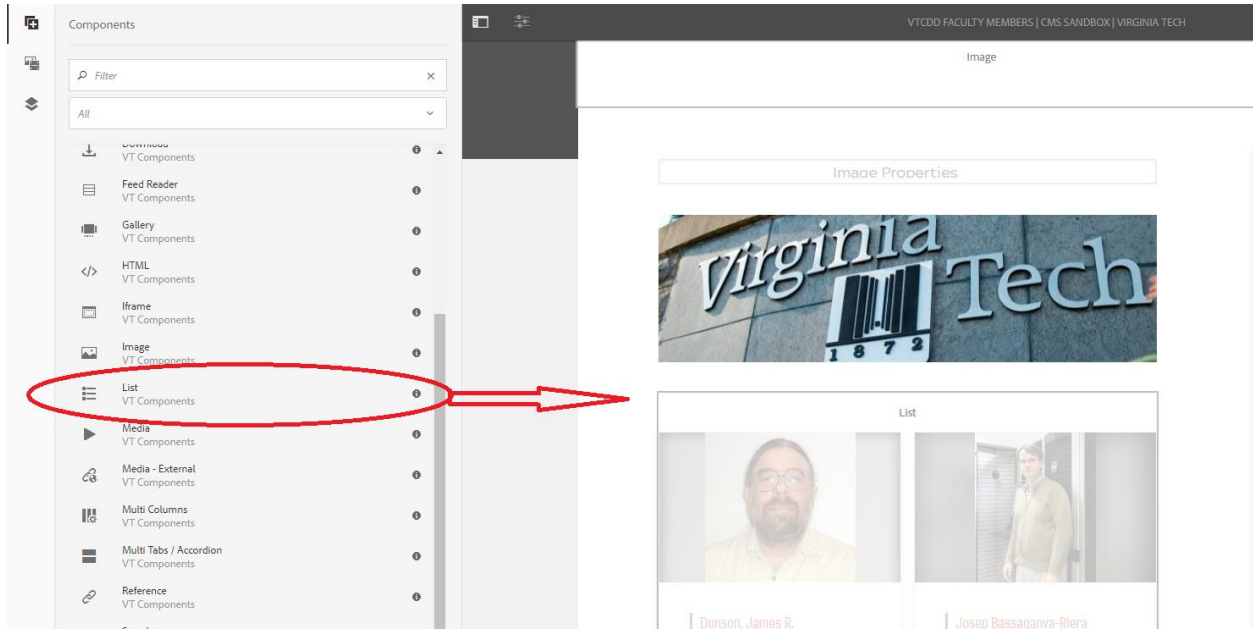 Components
Filter
All
Download
VT Components
Feed Reader
VT Components
Gallery
VT Components
HTML
VT Components
Iframe
VT Components
Image
VT Components
List
VT Components
Media
VT Components
Media - External
VT Components
Multi Columns
VT Components
Multi Tabs / Accordion
VT Components
Reference
VT Components
VTCDD FACULTY MEMBERS | CMS SANDBOX | VIRGINIA TECH
Image
Image Properties
Virginia
Tech
1872
List
Dunson, James R.
Josep Bassaganya-Riera